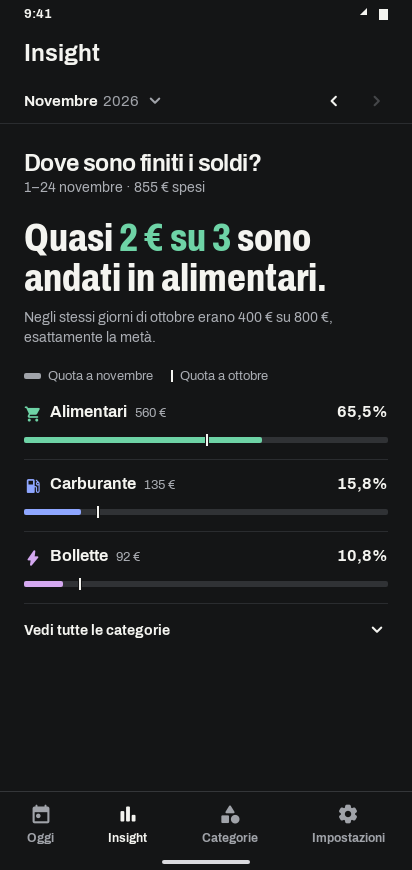 9:41
Insight
Novembre 2026
Dove sono finiti i soldi?
1–24 novembre · 855 € spesi
Quasi 2 € su 3 sono
andati in alimentari.
Negli stessi giorni di ottobre erano 400 € su 800 €,
esattamente la metà.
Quota a novembre Quota a ottobre
Alimentari 560 € 65,5%
Carburante 135 € 15,8%
Bollette 92 € 10,8%
Vedi tutte le categorie
Oggi Insight Categorie Impostazioni